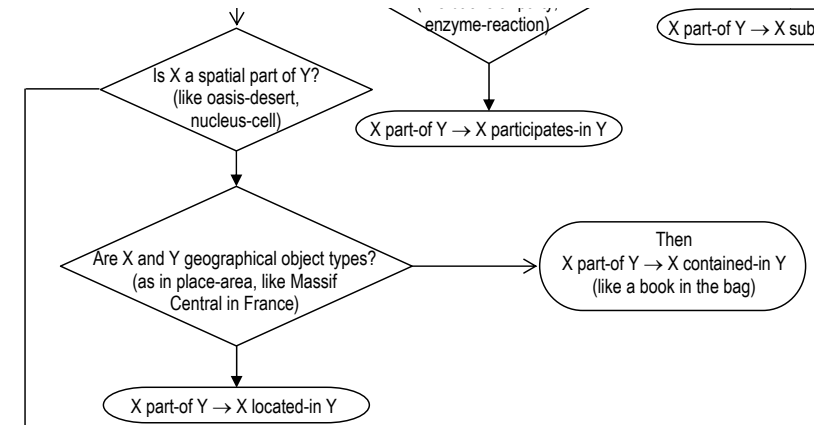 enzyme-reaction)
X part-of Y → X sub
Is X a spatial part of Y?
(like oasis-desert,
nucleus-cell)
X part-of Y → X participates-in Y
Are X and Y geographical object types?
(as in place-area, like Massif
Central in France)
Then
X part-of Y → X contained-in Y
(like a book in the bag)
X part-of Y → X located-in Y